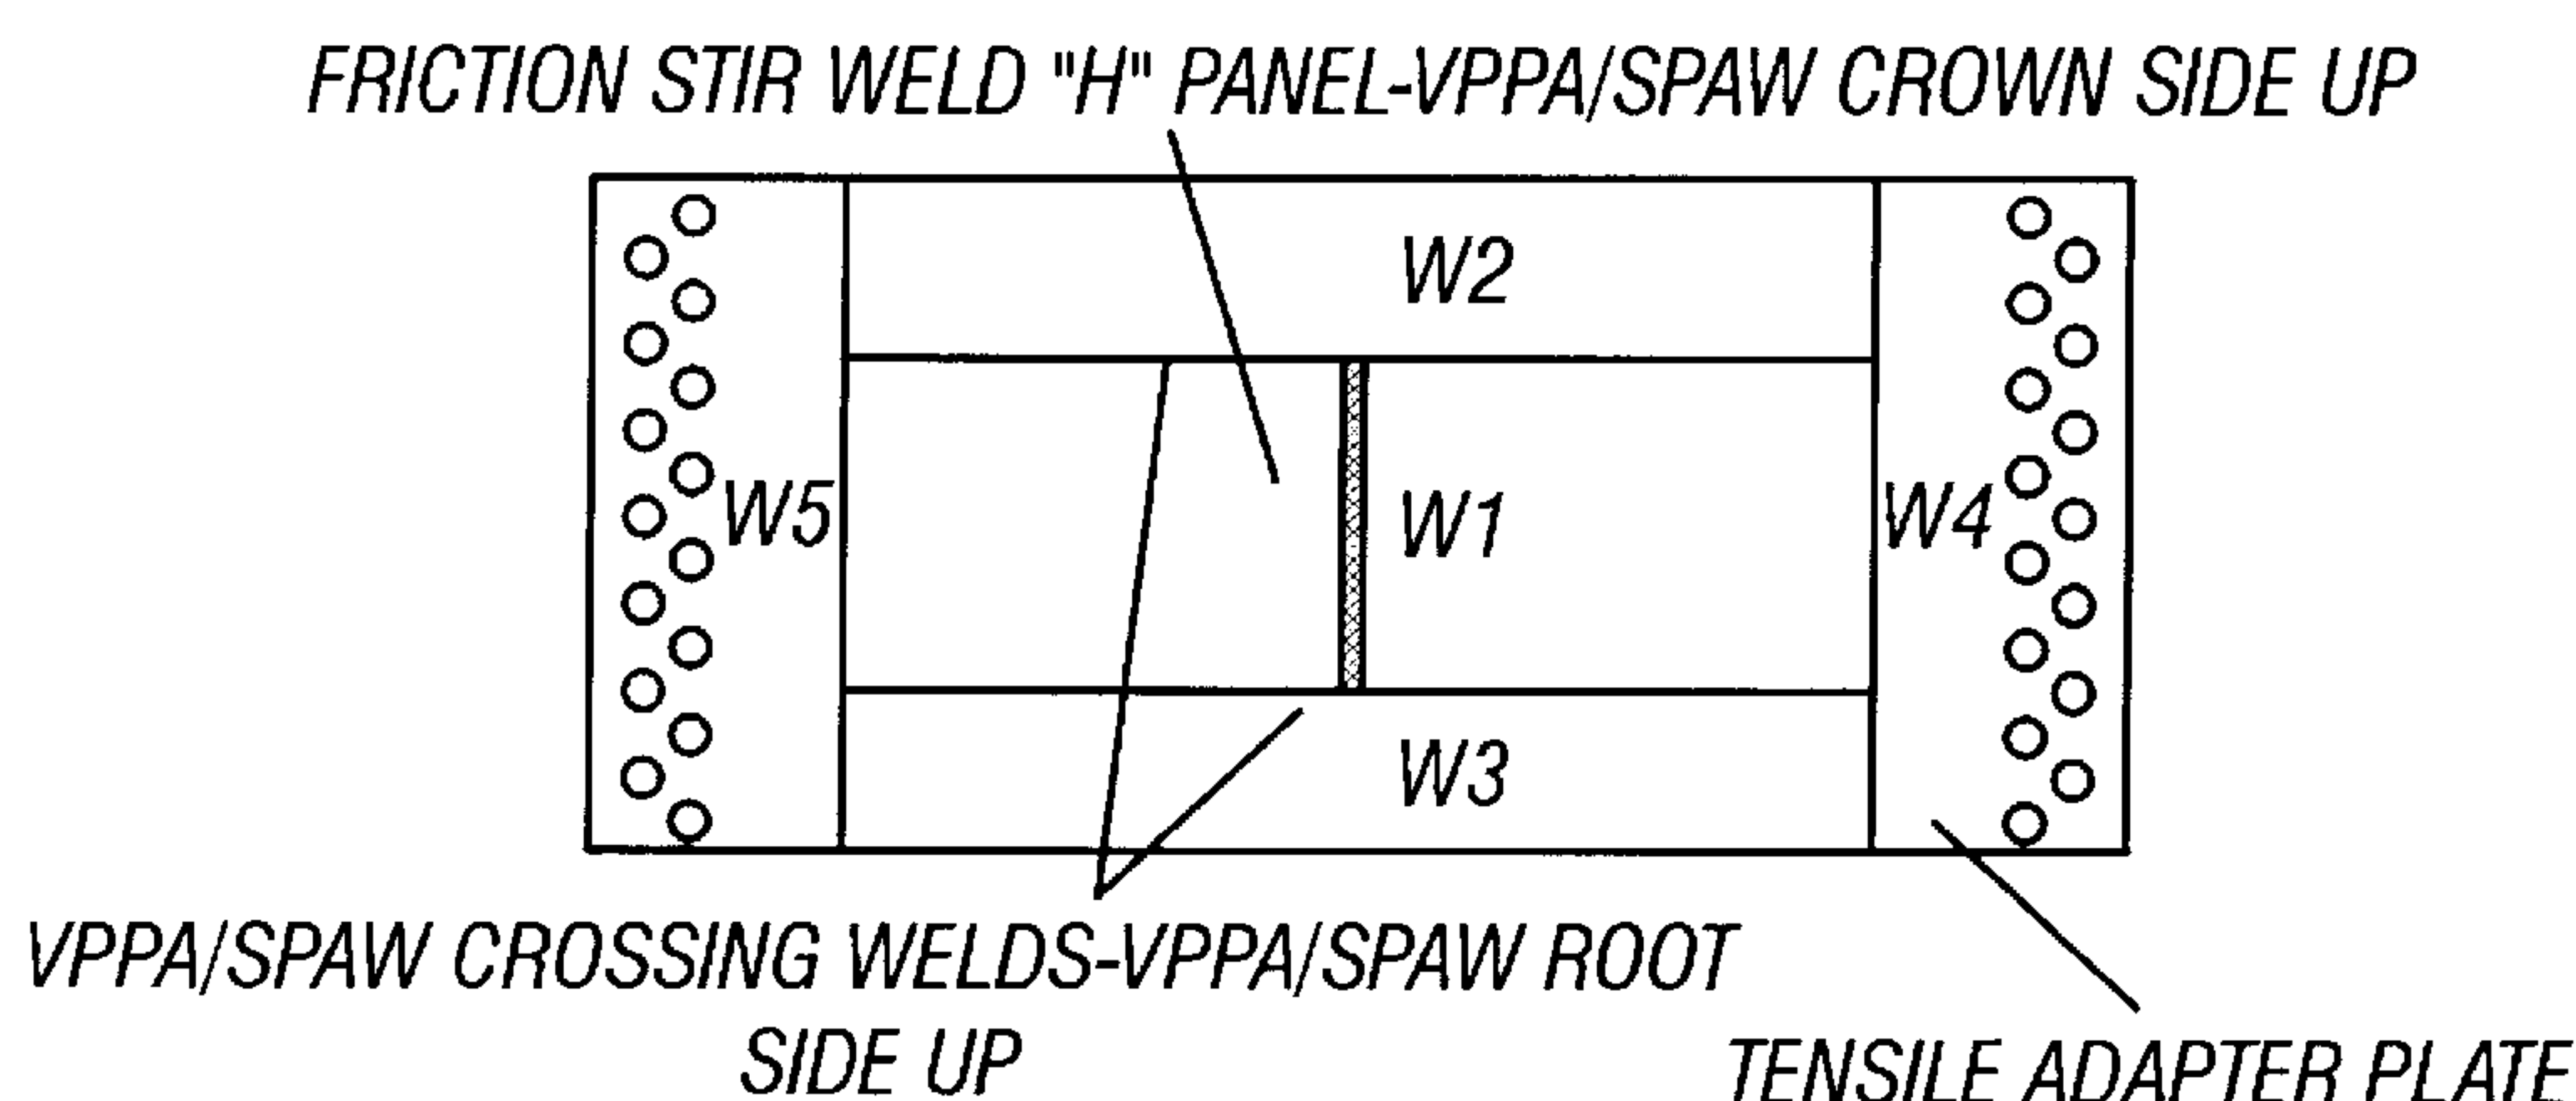 FRICTION STIR WELD "H" PANEL-VPPA/SPAW CROWN SIDE UP
W2
W5
W1
W4
W3
VPPA/SPAW CROSSING WELDS-VPPA/SPAW ROOT
SIDE UP
TENSILE ADAPTER PLATE